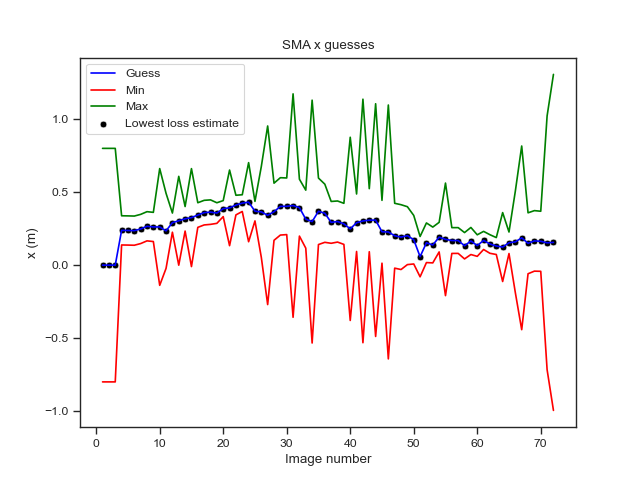 SMA x guesses
Guess
Min
Max
Lowest loss estimate
x (m)
1.0
0.5
0.0
−0.5
−1.0
0 10 20 30 40 50 60 70
Image number